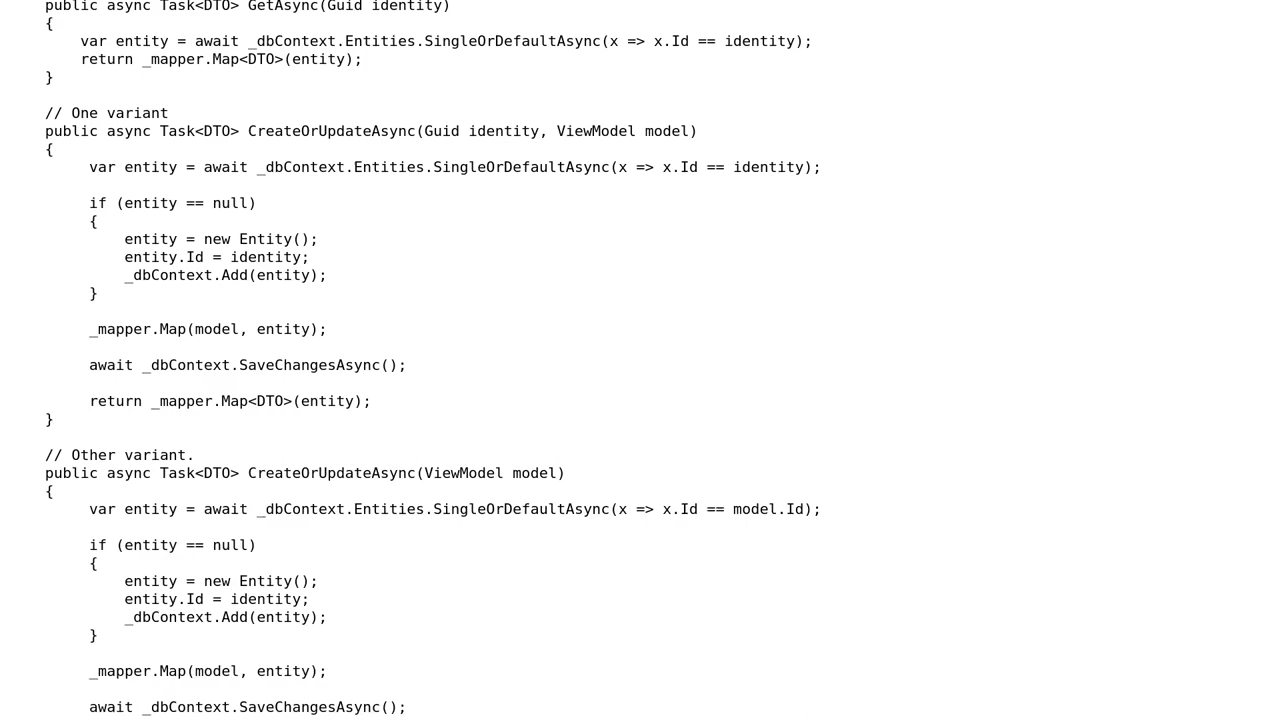 public async Task<DTO> GetAsync(Guid identity)
{
    var entity = await _dbContext.Entities.SingleOrDefaultAsync(x => x.Id == identity);
    return _mapper.Map<DTO>(entity);
}

// One variant
public async Task<DTO> CreateOrUpdateAsync(Guid identity, ViewModel model)
{
     var entity = await _dbContext.Entities.SingleOrDefaultAsync(x => x.Id == identity);

     if (entity == null)
     {
         entity = new Entity();
         entity.Id = identity;
         _dbContext.Add(entity);
     }

     _mapper.Map(model, entity);

     await _dbContext.SaveChangesAsync();

     return _mapper.Map<DTO>(entity);
}

// Other variant.
public async Task<DTO> CreateOrUpdateAsync(ViewModel model)
{
     var entity = await _dbContext.Entities.SingleOrDefaultAsync(x => x.Id == model.Id);

     if (entity == null)
     {
         entity = new Entity();
         entity.Id = identity;
         _dbContext.Add(entity);
     }

     _mapper.Map(model, entity);

     await _dbContext.SaveChangesAsync();